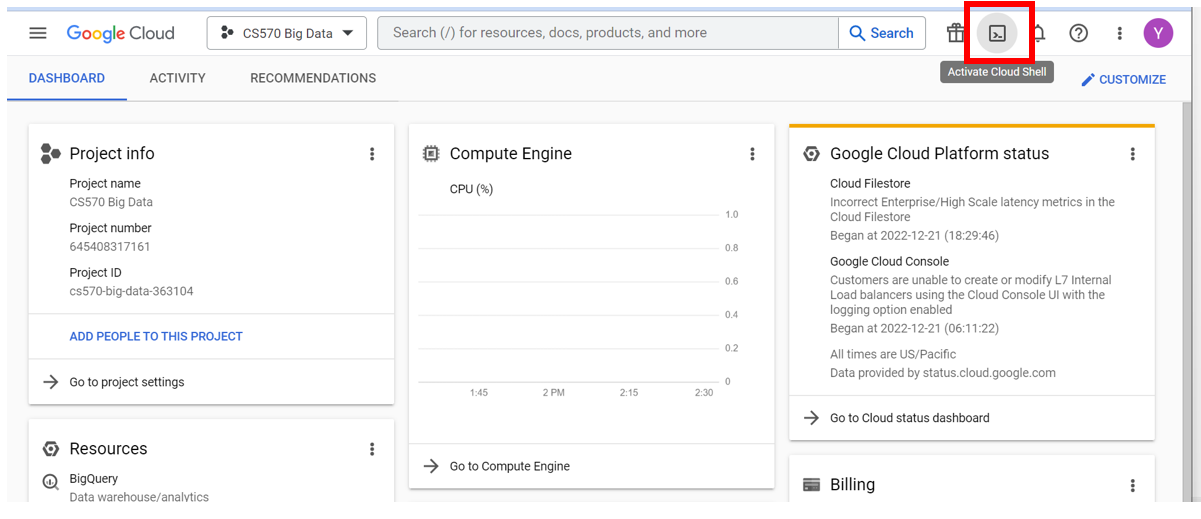 Google Cloud
CS570 Big Data
Search (/) for resources, docs, products, and more
Search
Y
Activate Cloud Shell
DASHBOARD
ACTIVITY
RECOMMENDATIONS
CUSTOMIZE
Project info
Project name
CS570 Big Data
Project number
645408317161
Project ID
cs570-big-data-363104
ADD PEOPLE TO THIS PROJECT
Go to project settings
Resources
BigQuery
Data warehouse/analytics
Compute Engine
CPU (%)
1.0
0.8
0.6
0.4
0.2
0
1:45
2 PM
2:15
2:30
Go to Compute Engine
Google Cloud Platform status
Cloud Filestore
Incorrect Enterprise/High Scale latency metrics in the
Cloud Filestore
Began at 2022-12-21 (18:29:46)
Google Cloud Console
Customers are unable to create or modify L7 Internal
Load balancers using the Cloud Console UI with the
logging option enabled
Began at 2022-12-21 (06:11:22)
All times are US/Pacific
Data provided by status.cloud.google.com
Go to Cloud status dashboard
Billing